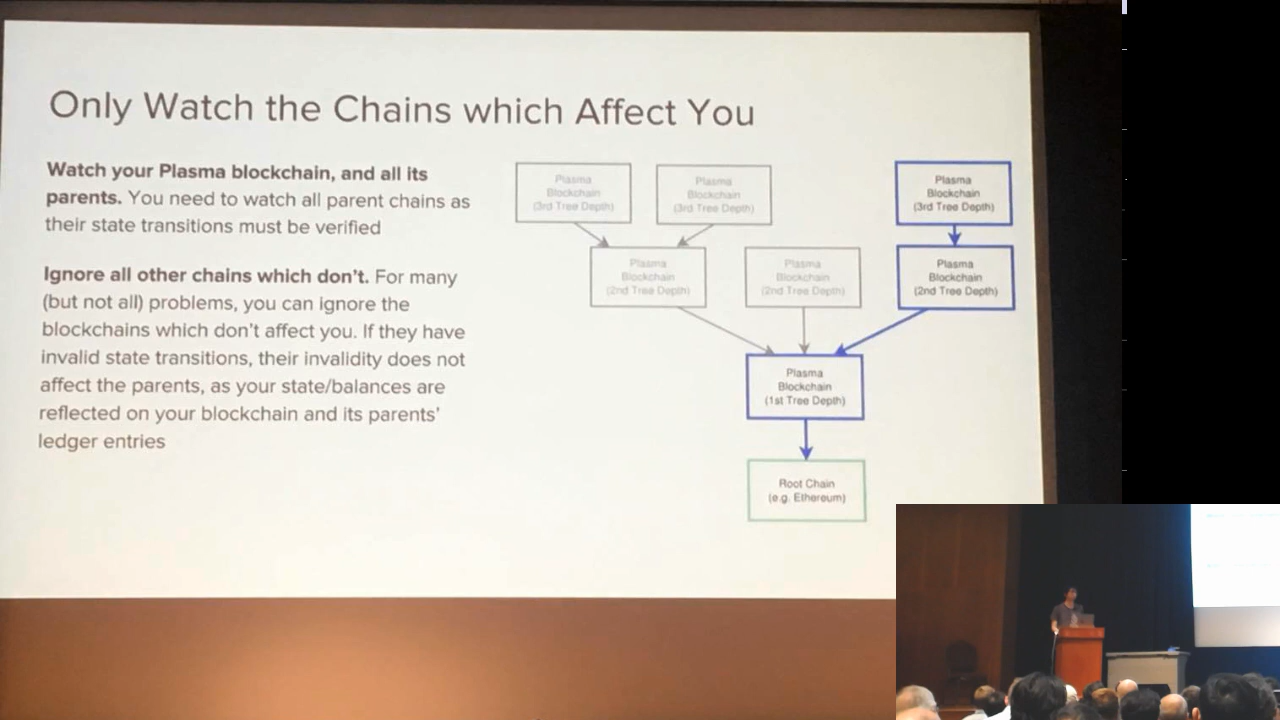 Only Watch the Chains which Affect You
Watch your Plasma blockchain, and all its
parents. You need to watch all parent chains as
their state transitions must be verified
Ignore all other chains which don't. For many
(but not all) problems, you can ignore the
blockchains which don't affect you. If they have
invalid state transitions, their invalidity does not
affect the parents, as your state/balances are
reflected on your blockchain and its parents'
ledger entries
Plasma
Blockchain
(3rd Tree Depth)
Plasma
Blockchain
(3rd Tree Depth)
Plasma
Blockchain
(3rd Tree Depth)
Plasma
Blockchain
(2nd Tree Depth)
Plasma
Blockchain
(2nd Tree Depth)
Plasma
Blockchain
(2nd Tree Depth)
Plasma
Blockchain
(1st Tree Depth)
Root Chain
(e.g. Ethereum)